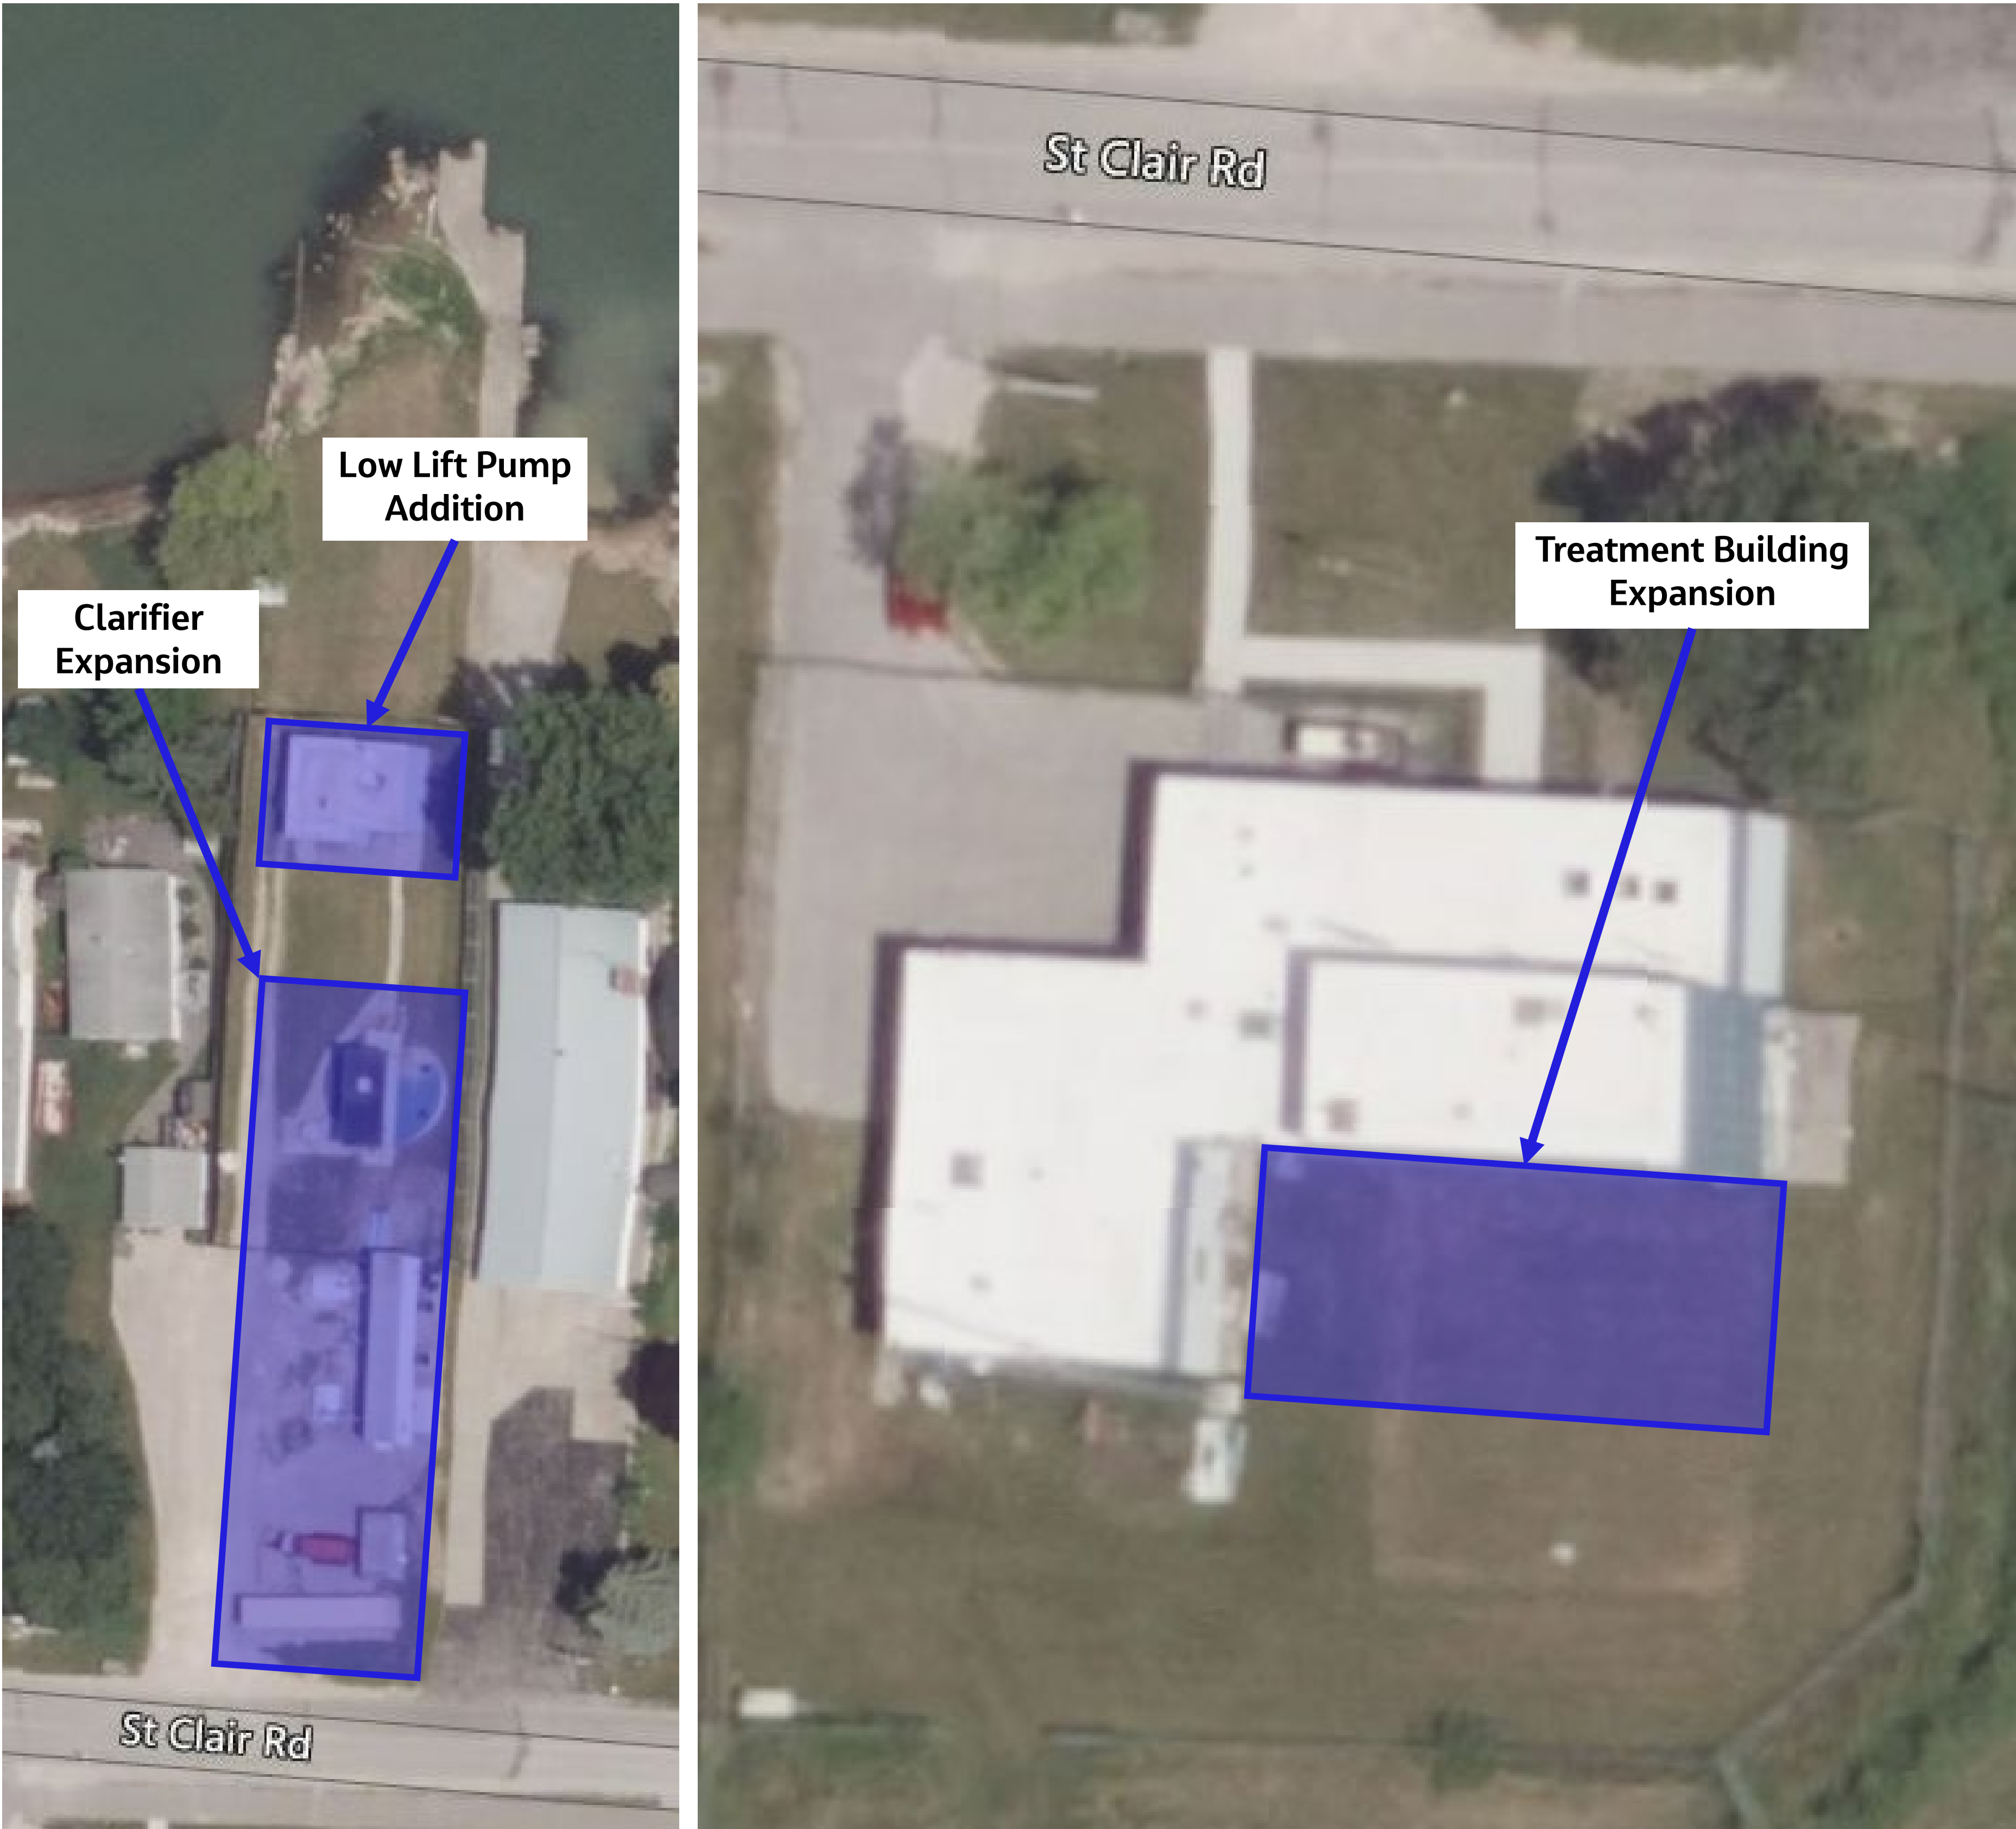 Low Lift Pump
Addition
Clarifier
Expansion
St Clair Rd
St Clair Rd
Treatment Building
Expansion